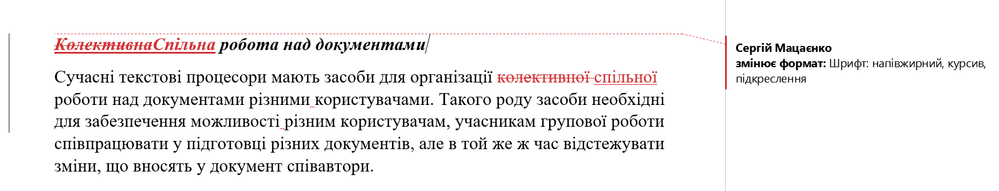 КолективнаСпільна робота над документами
Сучасні текстові процесори мають засоби для організації колективної спільної
роботи над документами різними користувачами. Такого роду засоби необхідні
для забезпечення можливості різним користувачам, учасникам групової роботи
співпрацювати у підготовці різних документів, але в той же ж час відстежувати
зміни, що вносять у документ співавтори.
Сергій Мацаєнко
змінює формат: Шрифт: напівжирний, курсив,
підкреслення